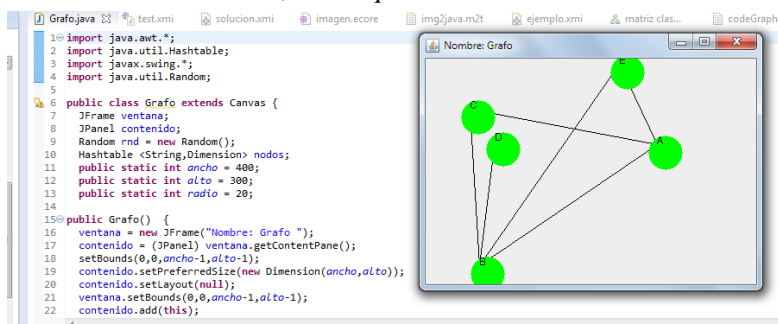 Grafo.java test.xmi solucion.xmi imagen.ecore img2java.m2t ejemplo.xmi matriz clas... codeGraph
1 import java.awt.*;
2 import java.util.Hashtable;
3 import javax.swing.*;
4 import java.util.Random;
5
6 public class Grafo extends Canvas {
7 JFrame ventana;
8 JPanel contenido;
9 Random rnd = new Random();
10 Hashtable <String,Dimension> nodos;
11 public static int ancho = 400;
12 public static int alto = 300;
13 public static int radio = 20;
14
15 public Grafo() {
16 ventana = new JFrame("Nombre: Grafo ");
17 contenido = (JPanel) ventana.getContentPane();
18 setBounds(0,0,ancho-1,alto-1);
19 contenido.setPreferredSize(new Dimension(ancho,alto));
20 contenido.setLayout(null);
21 ventana.setBounds(0,0,ancho-1,alto-1);
22 contenido.add(this);
Nombre: Grafo
E
C
D
A
B